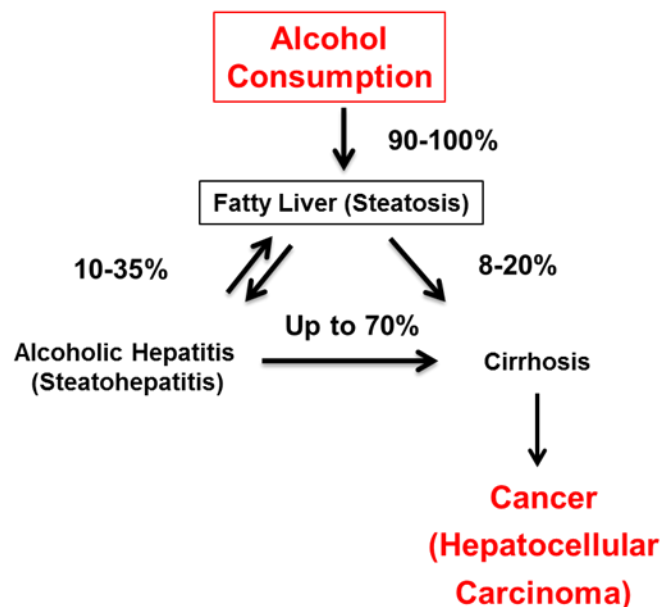 Alcohol
Consumption
90-100%
Fatty Liver (Steatosis)
10-35%
8-20%
Up to 70%
Alcoholic Hepatitis
(Steatohepatitis)
Cirrhosis
Cancer
(Hepatocellular
Carcinoma)